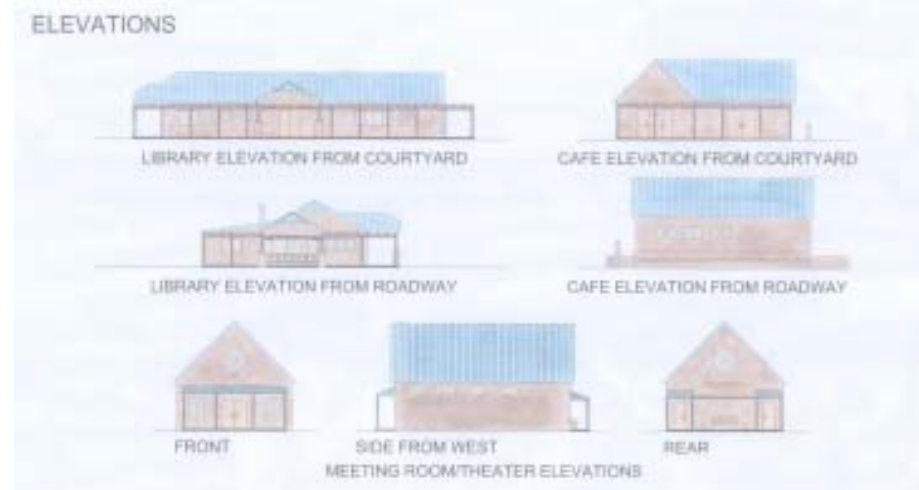 ELEVATIONS
LIBRARY ELEVATION FROM COURTYARD
CAFE ELEVATION FROM COURTYARD
LIBRARY ELEVATION FROM ROADWAY
CAFE ELEVATION FROM ROADWAY
FRONT
SIDE FROM WEST
REAR
MEETING ROOM/THEATER ELEVATIONS